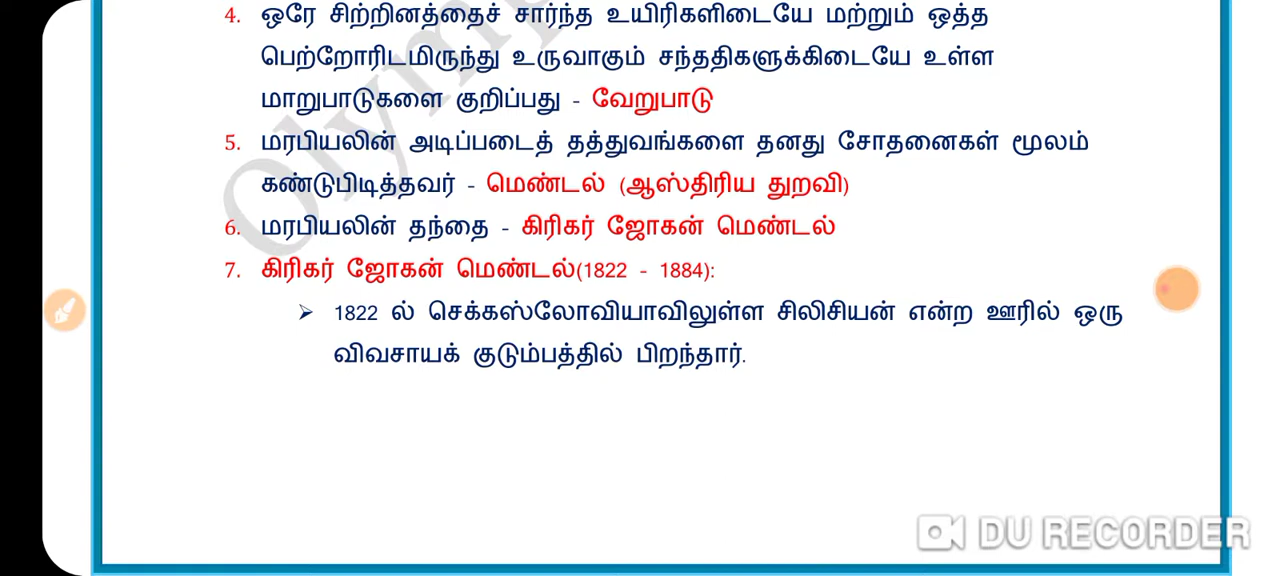 4. ஒரே சிற்றினத்தைச் சார்ந்த உயிரிகளிடையே மற்றும் ஒத்த
பெற்றோரிடமிருந்து உருவாகும் சந்ததிகளுக்கிடையே உள்ள
மாறுபாடுகளை குறிப்பது - வேறுபாடு
5. மரபியலின் அடிப்படைத் தத்துவங்களை தனது சோதனைகள் மூலம்
கண்டுபிடித்தவர் - மெண்டல் (ஆஸ்திரிய துறவி)
6. மரபியலின் தந்தை - கிரிகர் ஜோகன் மெண்டல்
7. கிரிகர் ஜோகன் மெண்டல்(1822 - 1884):
➢ 1822 ல் செக்கஸ்லோவியாவிலுள்ள சிலிசியன் என்ற ஊரில் ஒரு
விவசாயக் குடும்பத்தில் பிறந்தார்.
Olymp
DU RECORDER